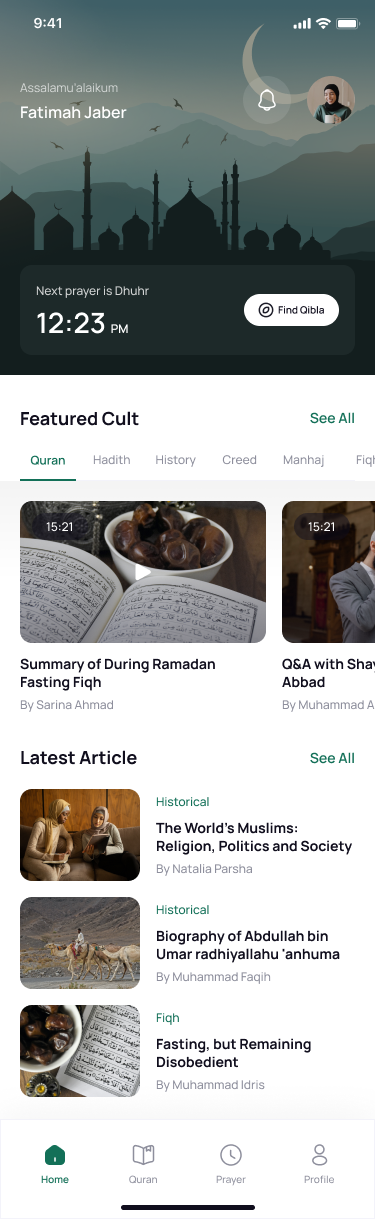 9:41
Assalamu'alaikum
Fatimah Jaber
Next prayer is Dhuhr
12:23 PM
Find Qibla
Featured Cult
See All
Quran
Hadith
History
Creed
Manhaj
Fiqh
15:21
15:21
Summary of During Ramadan
Fasting Fiqh
By Sarina Ahmad
Q&A with Shay
Abbad
By Muhammad A
Latest Article
See All
Historical
The World's Muslims:
Religion, Politics and Society
By Natalia Parsha
Historical
Biography of Abdullah bin
Umar radhiyallahu 'anhuma
By Muhammad Faqih
Fiqh
Fasting, but Remaining
Disobedient
By Muhammad Idris
Home
Quran
Prayer
Profile